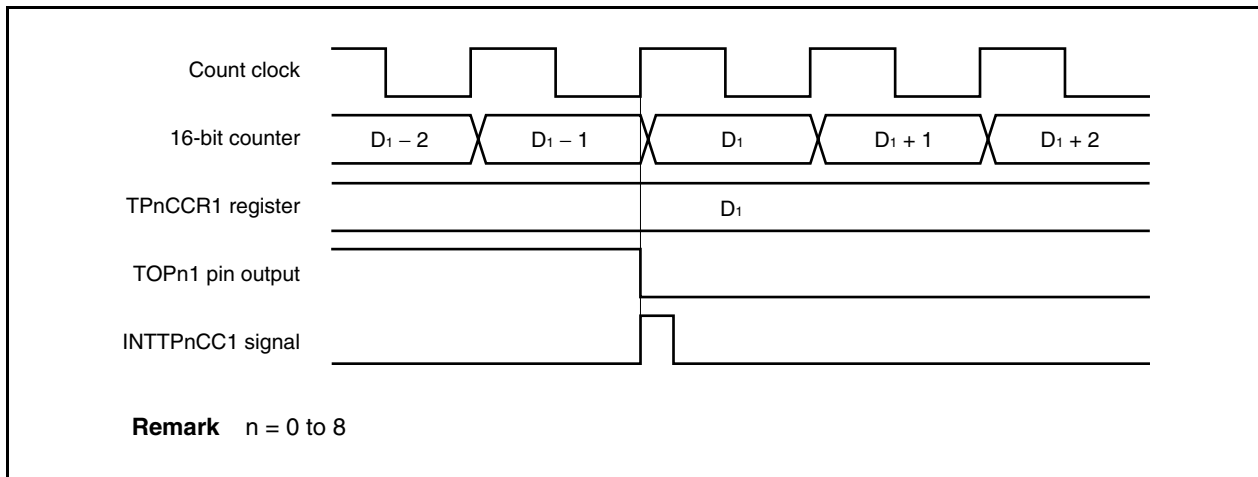 Count clock
16-bit counter
D₁ − 2 D₁ − 1 D₁ D₁ + 1 D₁ + 2
TPnCCR1 register
D₁
TOPn1 pin output
INTTPnCC1 signal
Remark n = 0 to 8